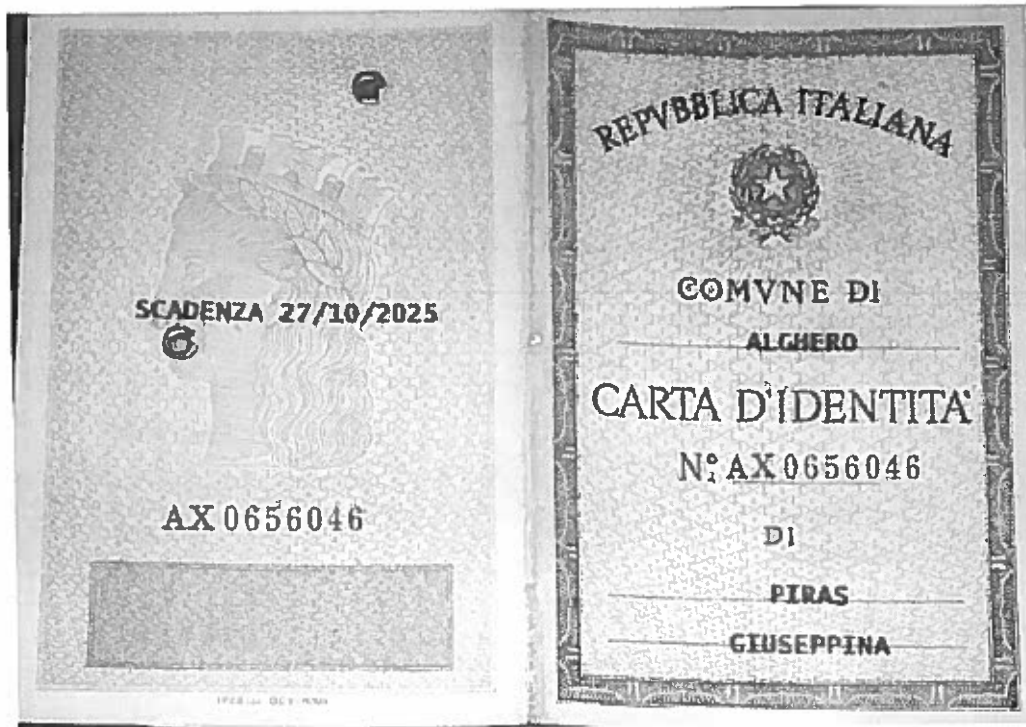 SCADENZA 27/10/2025
AX 0656046
REPVBBLICA ITALIANA
COMVNE DI
ALGHERO
CARTA D'IDENTITA'
N° AX 0656046
DI
PIRAS
GIUSEPPINA